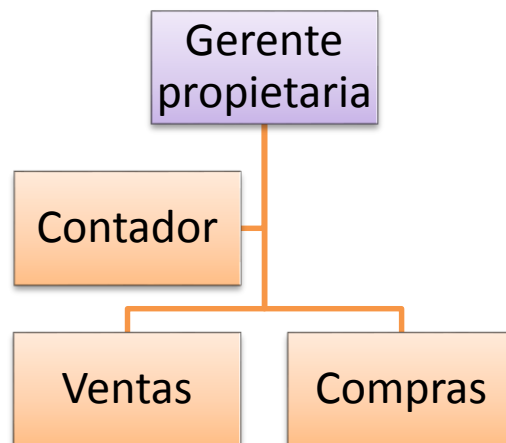 Gerente
propietaria
Contador
Ventas
Compras